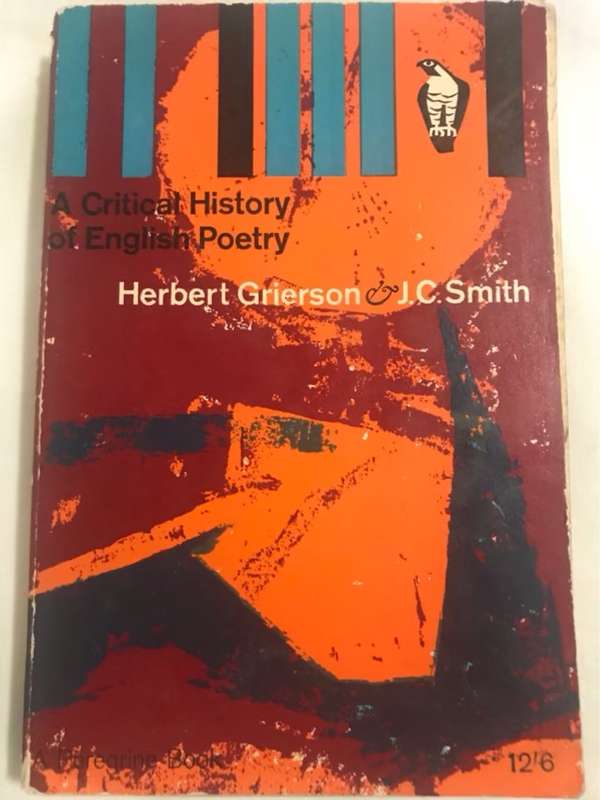 A Critical History
of English Poetry
Herbert Grierson & J.C. Smith
A Peregrine Book
12'6